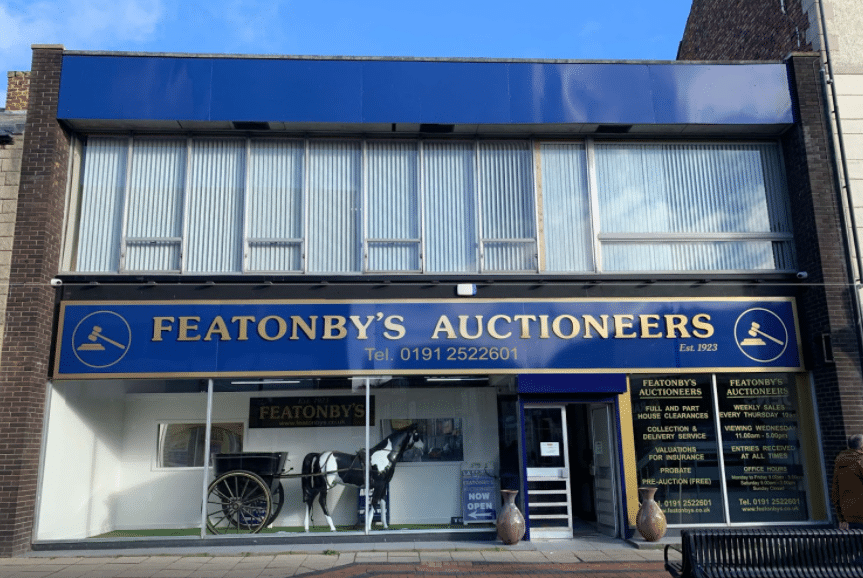 FEATONBY'S AUCTIONEERS
Est. 1923
Tel. 0191 2522601
FEATONBY'S
NOW
OPEN
FEATONBY'S
AUCTIONEERS
FULL AND PART
HOUSE CLEARANCES
COLLECTION &
DELIVERY SERVICE
VALUATIONS
FOR INSURANCE
PROBATE
PRE-AUCTION (FREE)
Tel. 0191 2522601
www.featonbys.co.uk
FEATONBY'S
AUCTIONEERS
WEEKLY SALES
EVERY THURSDAY
VIEWING WEDNESDAY
11.00am - 5.00pm
ENTRIES RECEIVED
AT ALL TIMES
OFFICE HOURS
Tel. 0191 2522601
www.featonbys.co.uk